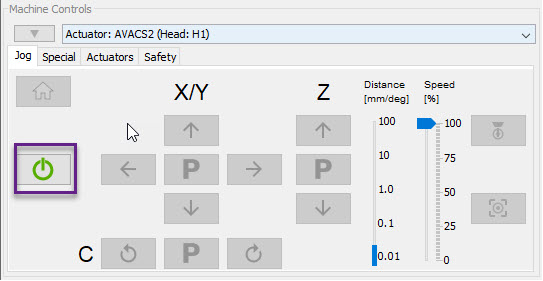 Machine Controls
Actuator: AVACS2 (Head: H1)
Jog Special Actuators Safety
X/Y Z Distance Speed
[mm/deg] [%]
100 100
10 75
P P
1.0 50
0.1 25
C P 0.01 0